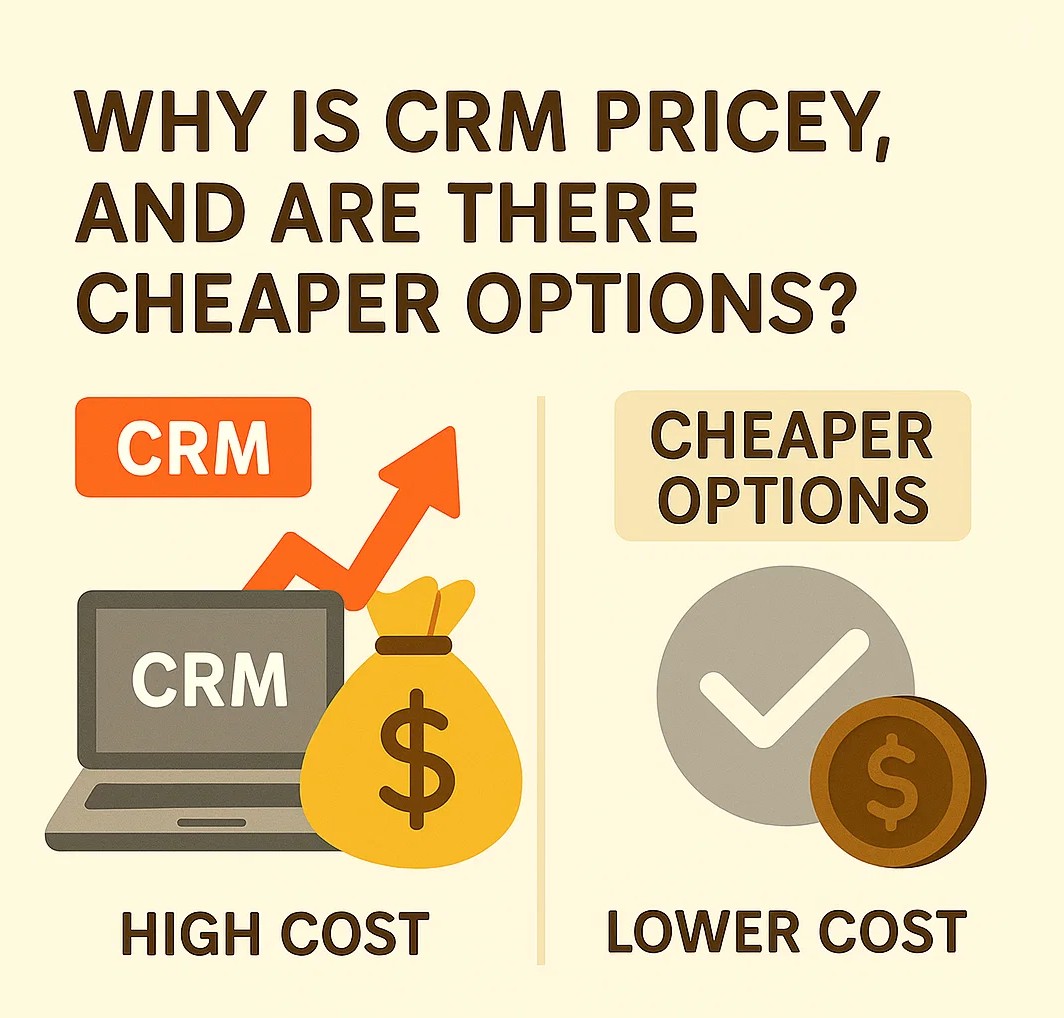 WHY IS CRM PRICEY,
AND ARE THERE
CHEAPER OPTIONS?
CRM
CRM
$
HIGH COST
CHEAPER
OPTIONS
$
LOWER COST